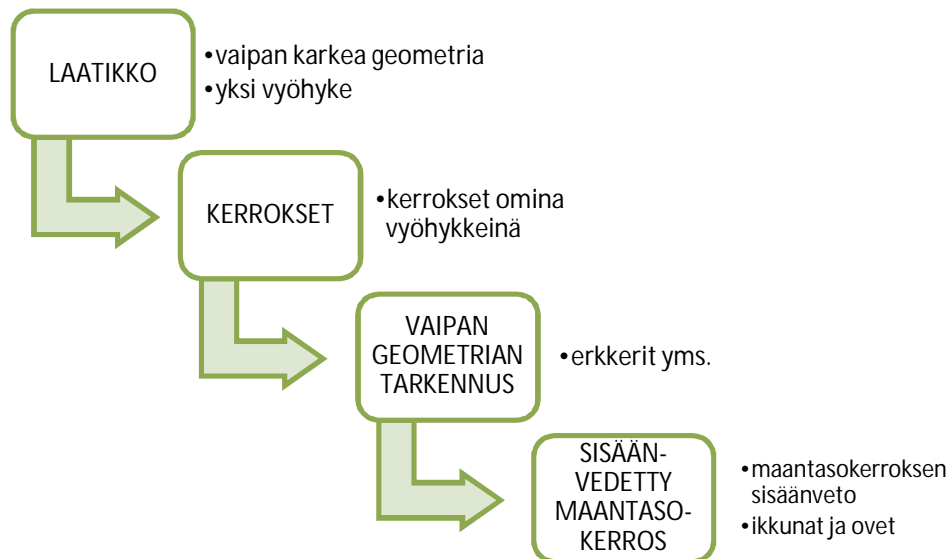 LAATIKKO
•vaipan karkea geometria
•yksi vyöhyke
KERROKSET
•kerrokset omina
vyöhykkeinä
VAIPAN
GEOMETRIAN
TARKENNUS
•erkkerit yms.
SISÄÄN-
VEDETTY
MAANTASO-
KERROS
•maantasokerroksen
sisäänveto
•ikkunat ja ovet